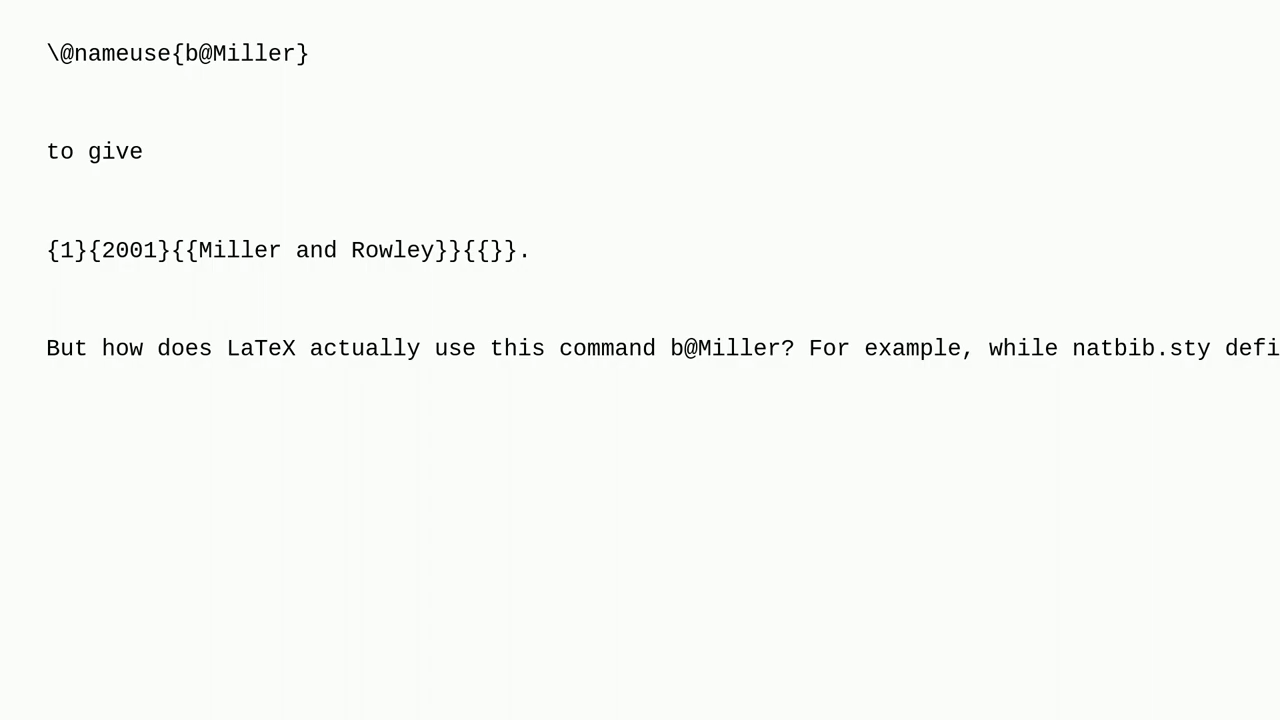 \@nameuse{b@Miller}
to give
{1}{2001}{{Miller and Rowley}}{{}}.
But how does LaTeX actually use this command b@Miller? For example, while natbib.sty defi